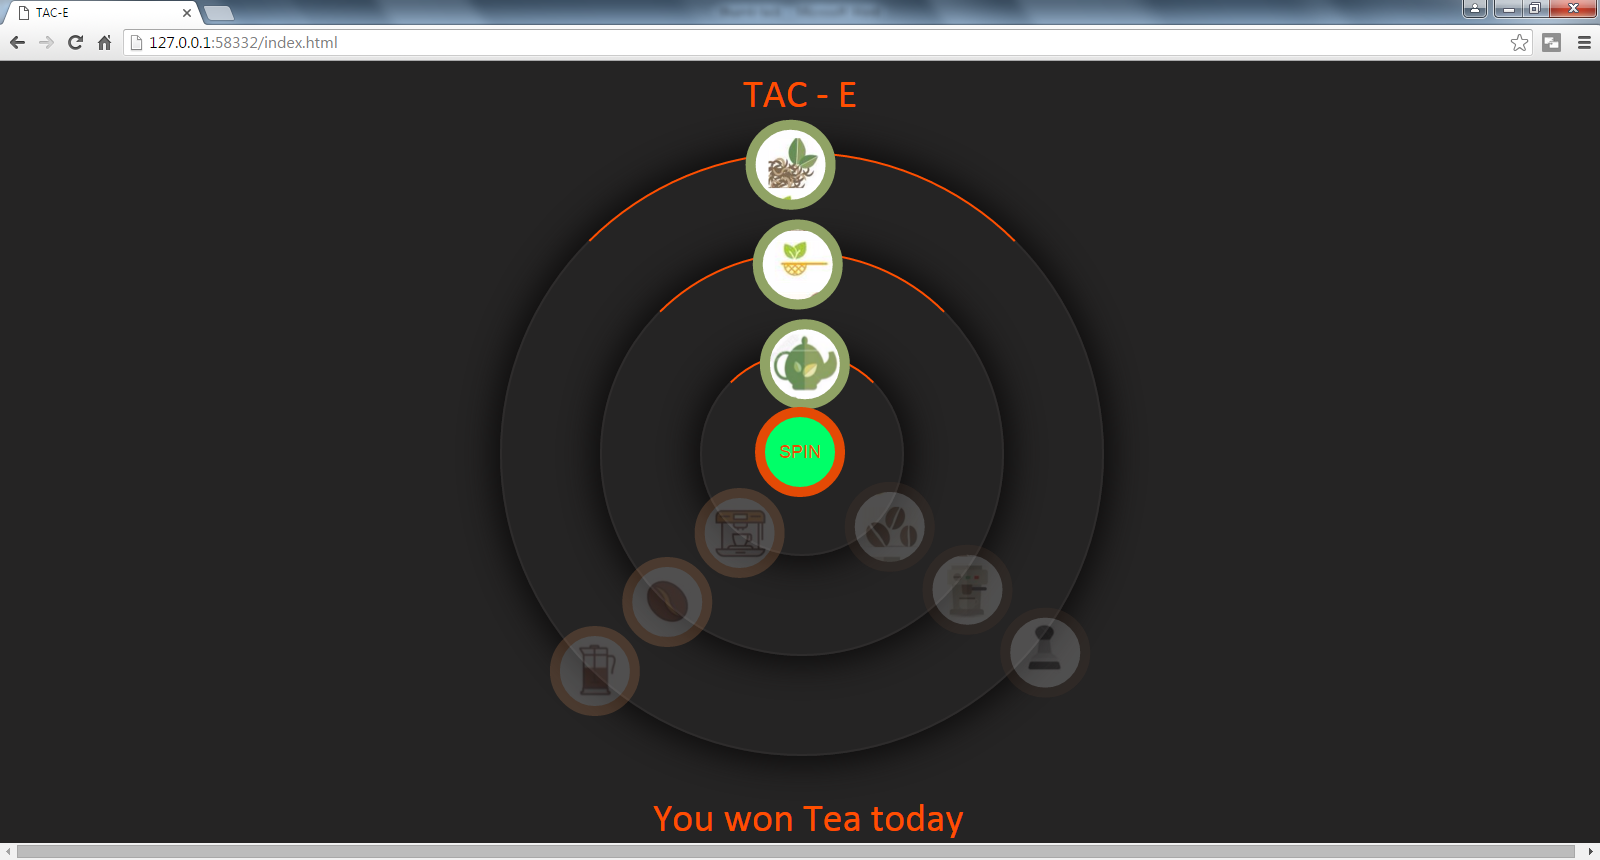 TAC-E
127.0.0.1:58332/index.html
TAC - E
SPIN
You won Tea today